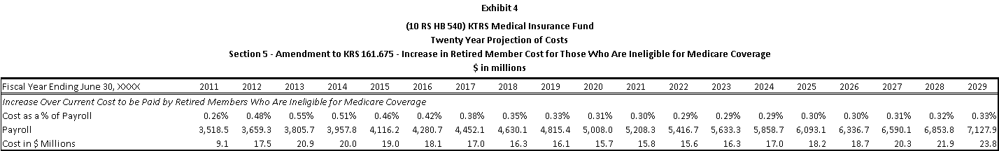 Exhibit 4
(10 RS HB 540) KTRS Medical Insurance Fund
Twenty Year Projection of Costs
Section 5 - Amendment to KRS 161.675 - Increase in Retired Member Cost for Those Who Are Ineligible for Medicare Coverage
$ in millions
Fiscal Year Ending June 30, XXXX 2011 2012 2013 2014 2015 2016 2017 2018 2019 2020 2021 2022 2023 2024 2025 2026 2027 2028 2029
Increase Over Current Cost to be Paid by Retired Members Who Are Ineligible for Medicare Coverage
Cost as a % of Payroll 0.26% 0.48% 0.55% 0.51% 0.46% 0.42% 0.38% 0.35% 0.33% 0.31% 0.30% 0.29% 0.29% 0.29% 0.30% 0.30% 0.31% 0.32% 0.33%
Payroll 3,518.5 3,659.3 3,805.7 3,957.8 4,116.2 4,280.7 4,452.1 4,630.1 4,815.4 5,008.0 5,208.3 5,416.7 5,633.3 5,858.7 6,093.1 6,336.7 6,590.1 6,853.8 7,127.9
Cost in $ Millions 9.1 17.5 20.9 20.0 19.0 18.1 17.0 16.3 16.1 15.7 15.8 15.6 16.3 17.0 18.2 18.7 20.3 21.9 23.8